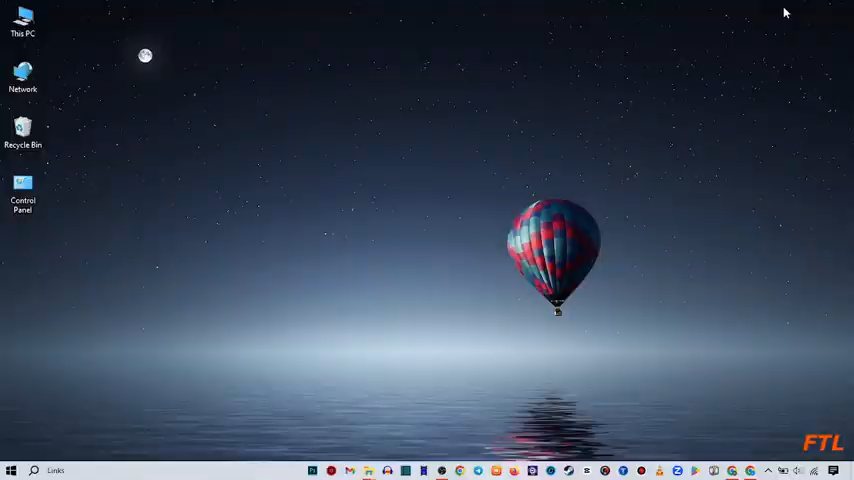 This PC
Network
Recycle Bin
Control
Panel
FTL
Links